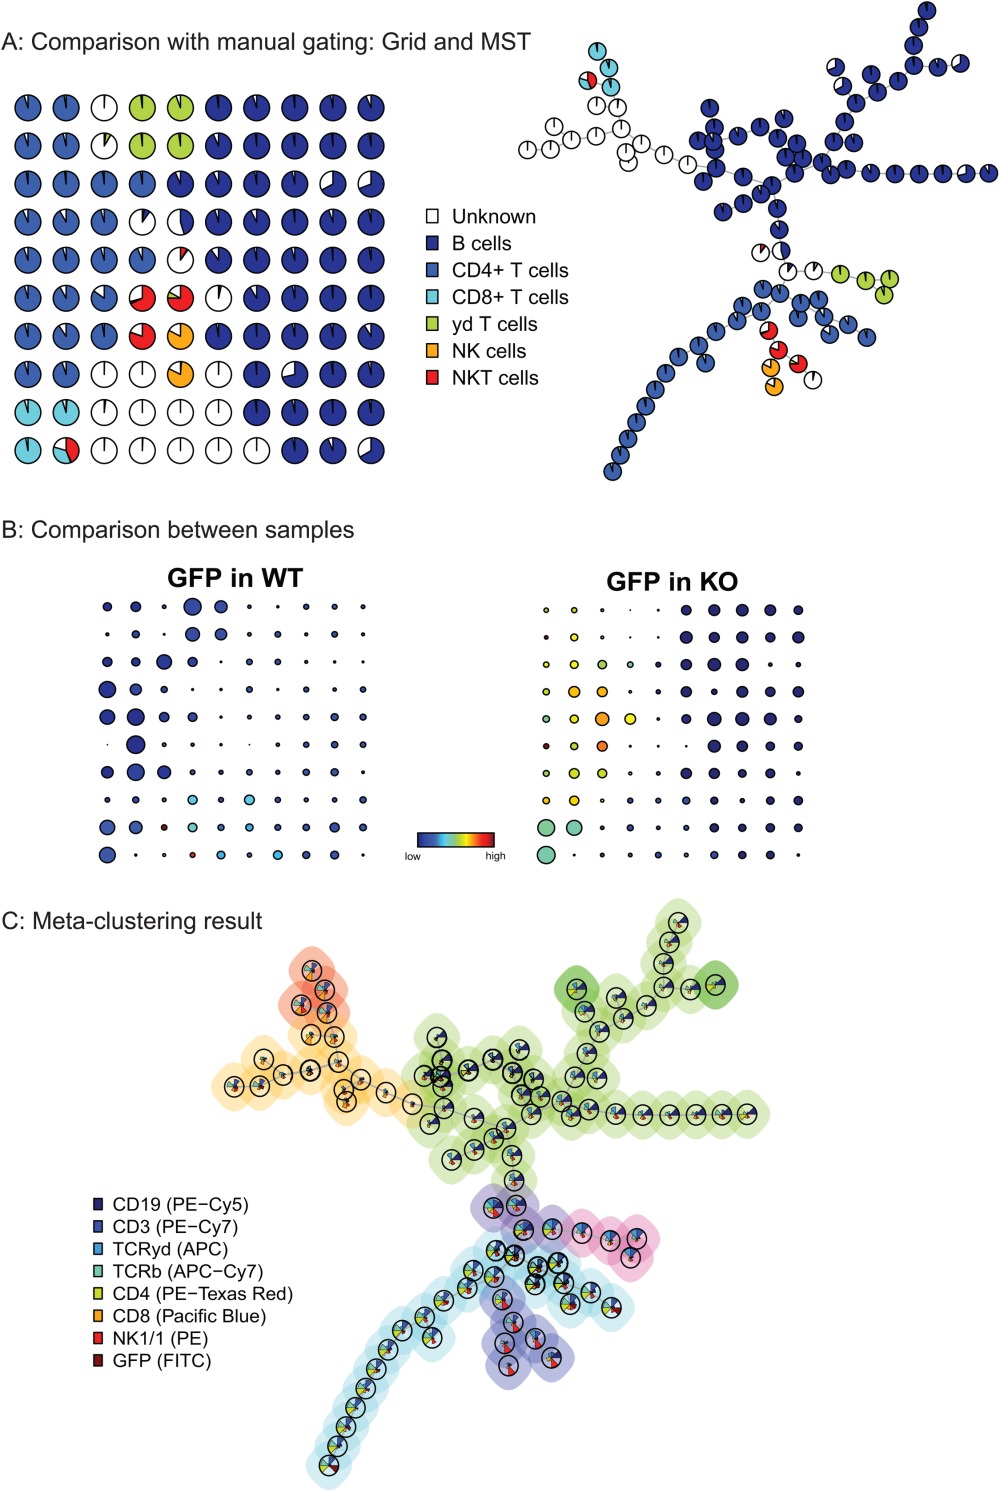 A: Comparison with manual gating: Grid and MST
Unknown
B cells
CD4+ T cells
CD8+ T cells
yd T cells
NK cells
NKT cells
B: Comparison between samples
GFP in WT
GFP in KO
low
high
C: Meta-clustering result
CD19 (PE−Cy5)
CD3 (PE−Cy7)
TCRyd (APC)
TCRb (APC−Cy7)
CD4 (PE−Texas Red)
CD8 (Pacific Blue)
NK1/1 (PE)
GFP (FITC)